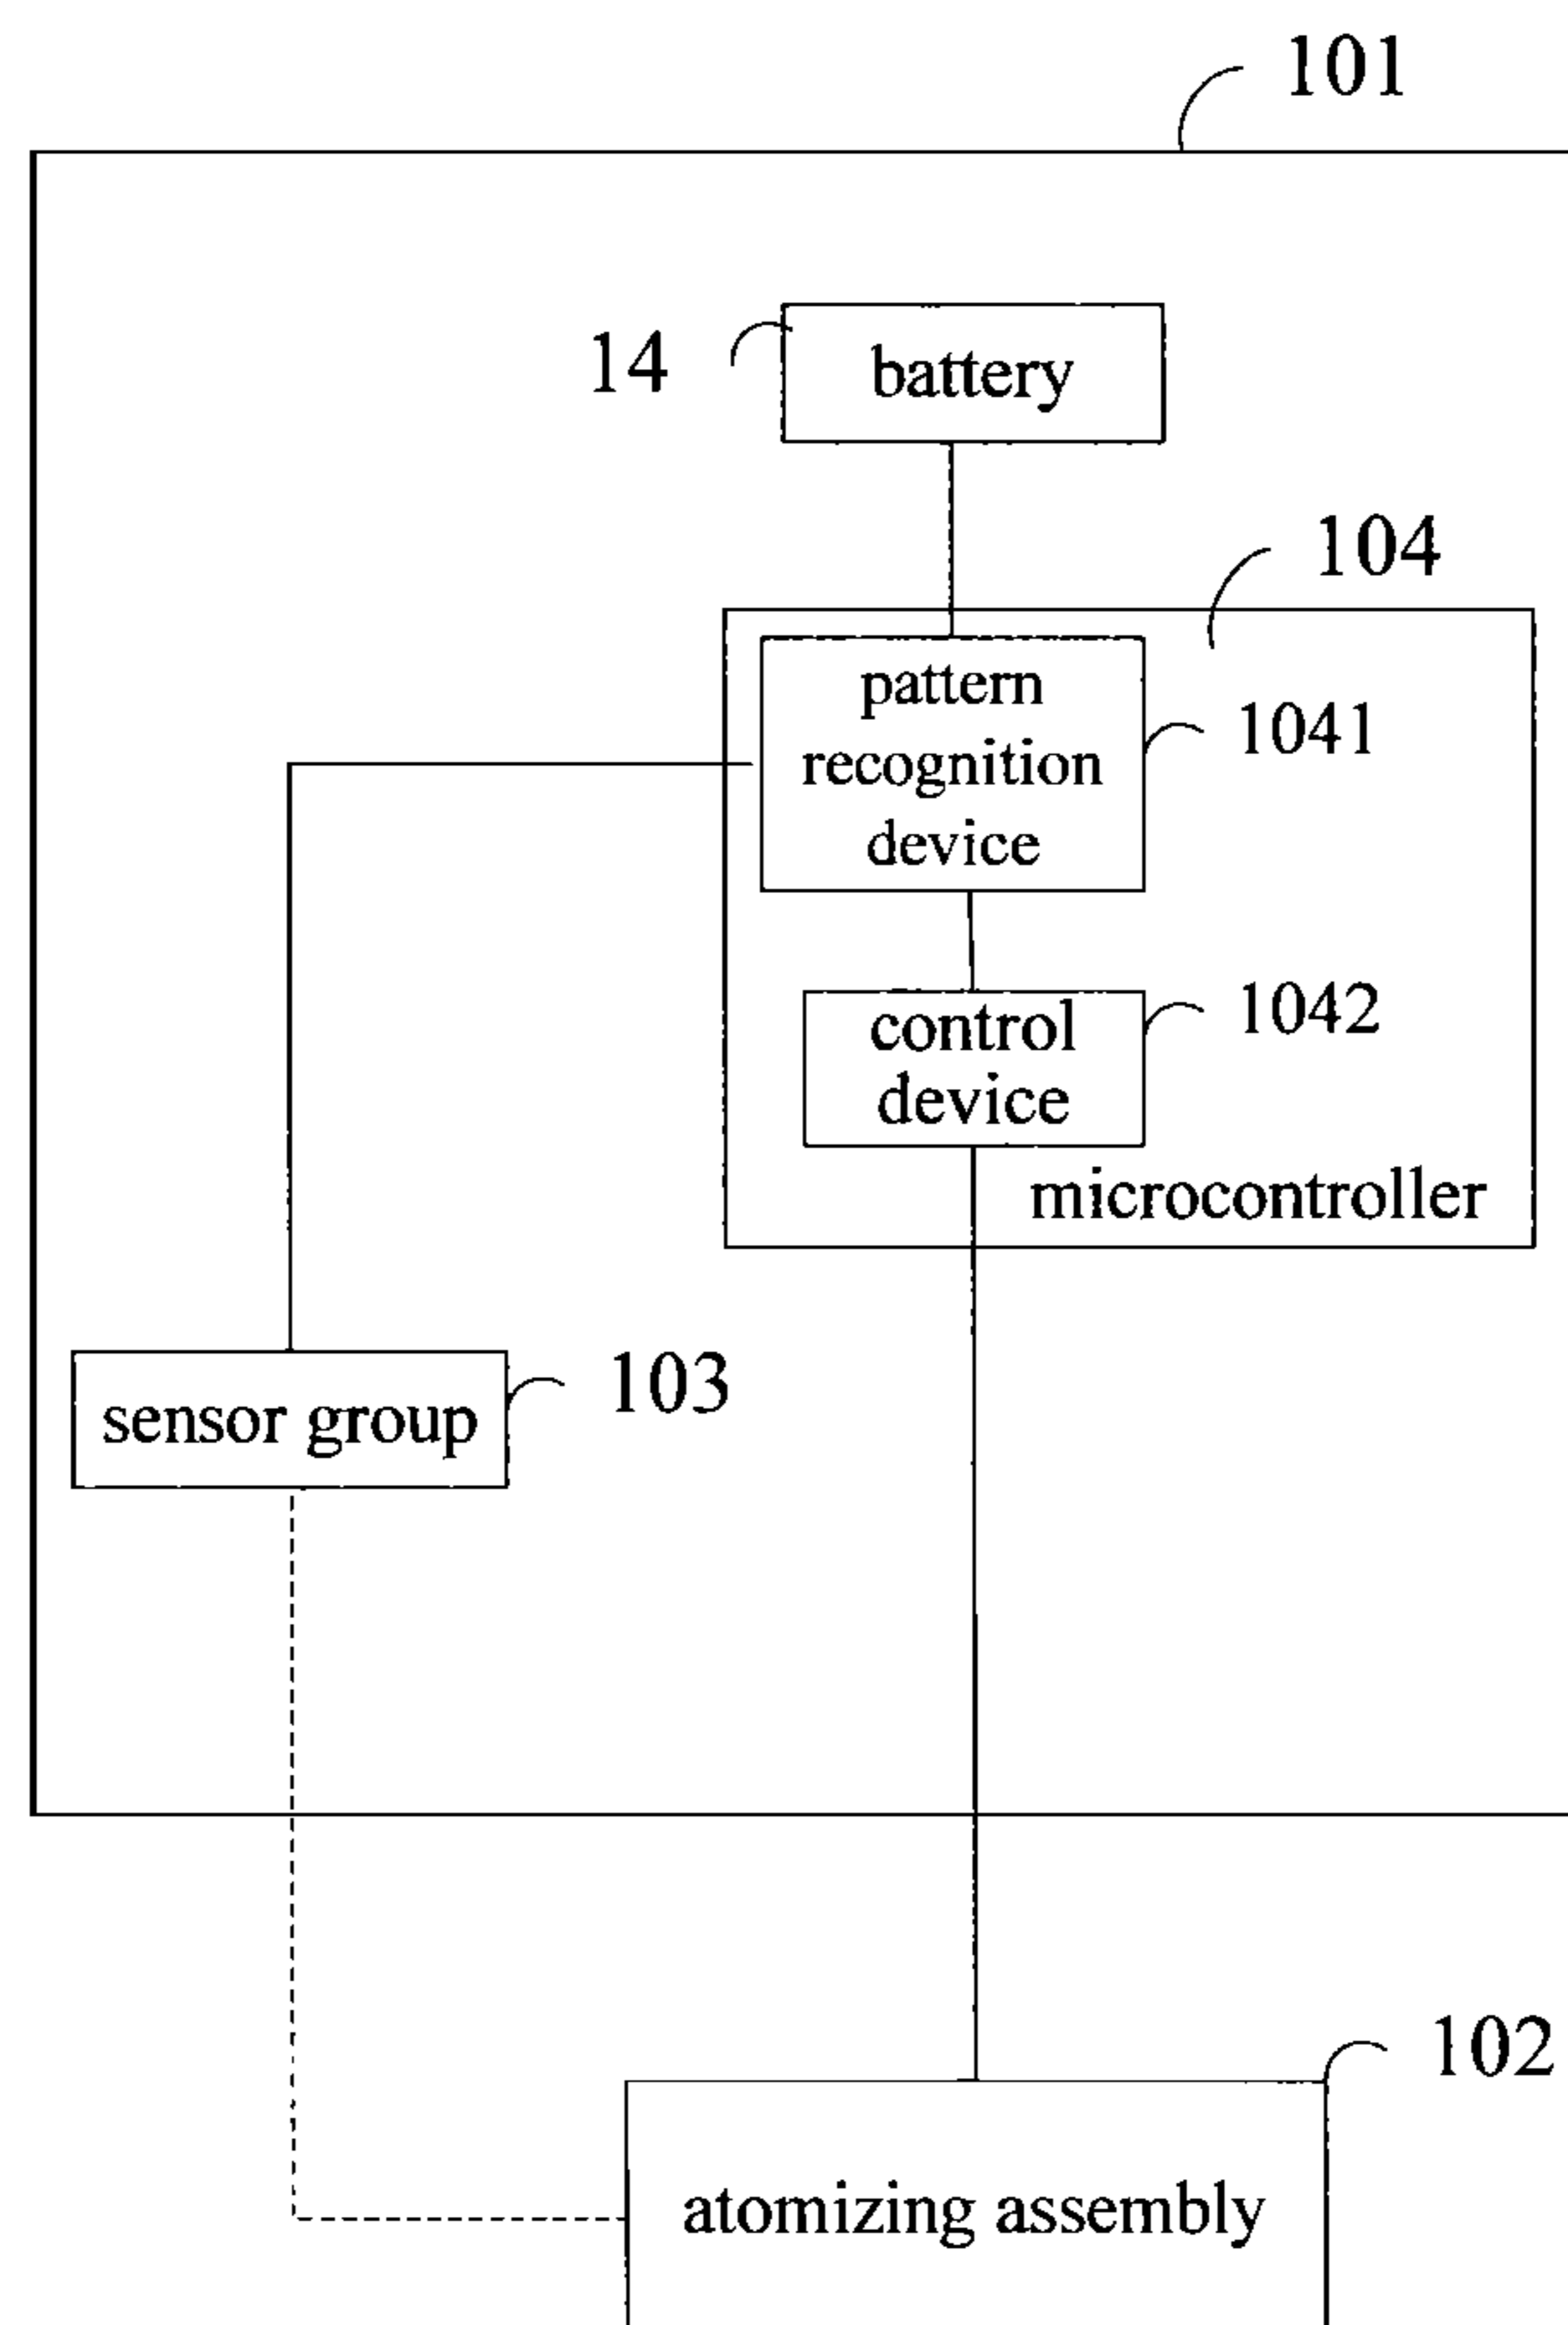 101
14
battery
104
pattern
recognition
device
1041
control
device
1042
microcontroller
sensor group
103
102
atomizing assembly